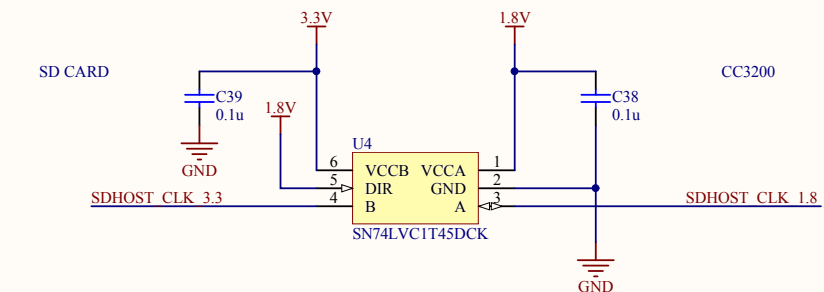 3.3V
1.8V
SD CARD
CC3200
C39
0.1u
1.8V
C38
0.1u
GND
U4
6
VCCB
VCCA
1
5
DIR
GND
2
4
B
A
3
SDHOST_CLK_3.3
SDHOST_CLK_1.8
SN74LVC1T45DCK
GND